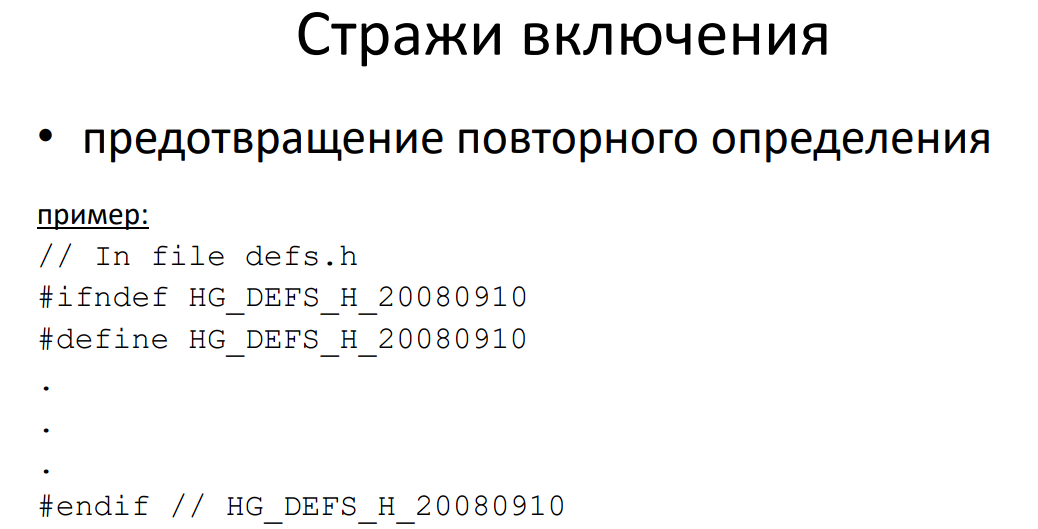 Стражи включения
• предотвращение повторного определения
пример:
// In file defs.h
#ifndef HG_DEFS_H_20080910
#define HG_DEFS_H_20080910
.
.
.
#endif // HG_DEFS_H_20080910